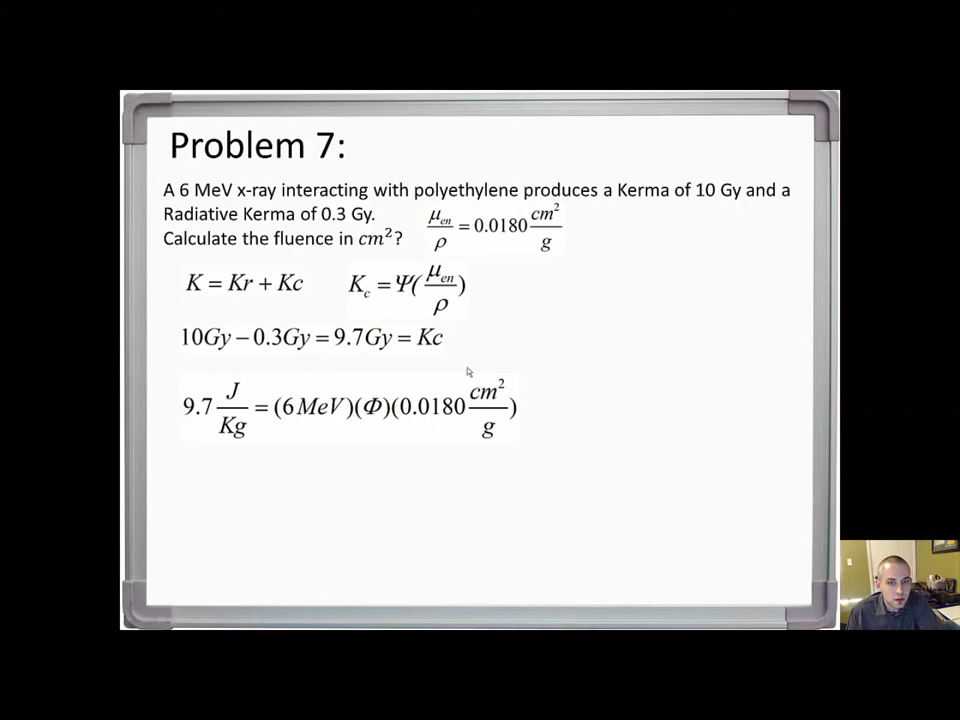 Problem 7:
A 6 MeV x-ray interacting with polyethylene produces a Kerma of 10 Gy and a
Radiative Kerma of 0.3 Gy.
μen/ρ = 0.0180 cm²/g
Calculate the fluence in cm²?
K = Kr + Kc
Kc = Ψ(μen/ρ)
10Gy − 0.3Gy = 9.7Gy = Kc
9.7 J/Kg = (6MeV)(Φ)(0.0180 cm²/g)